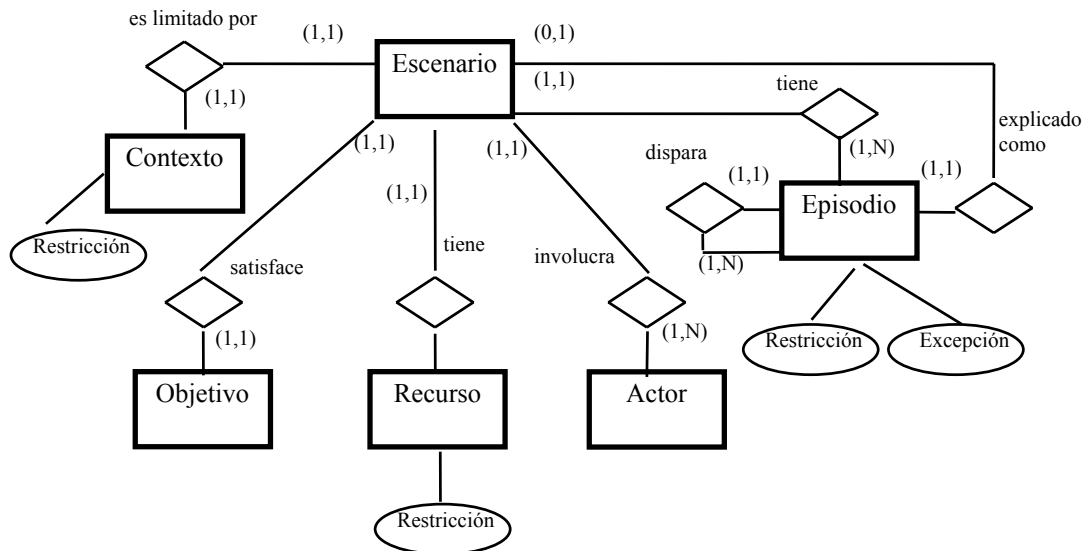 es limitado por
(1,1)
(0,1)
Escenario
(1,1)
tiene
(1,1)
explicado
como
Contexto
(1,1)
(1,1)
dispara
(1,N)
(1,1)
(1,1)
(1,1)
Episodio
Restricción
tiene
satisface
involucra
(1,N)
(1,1)
(1,N)
Restricción
Excepción
Objetivo
Recurso
Actor
Restricción